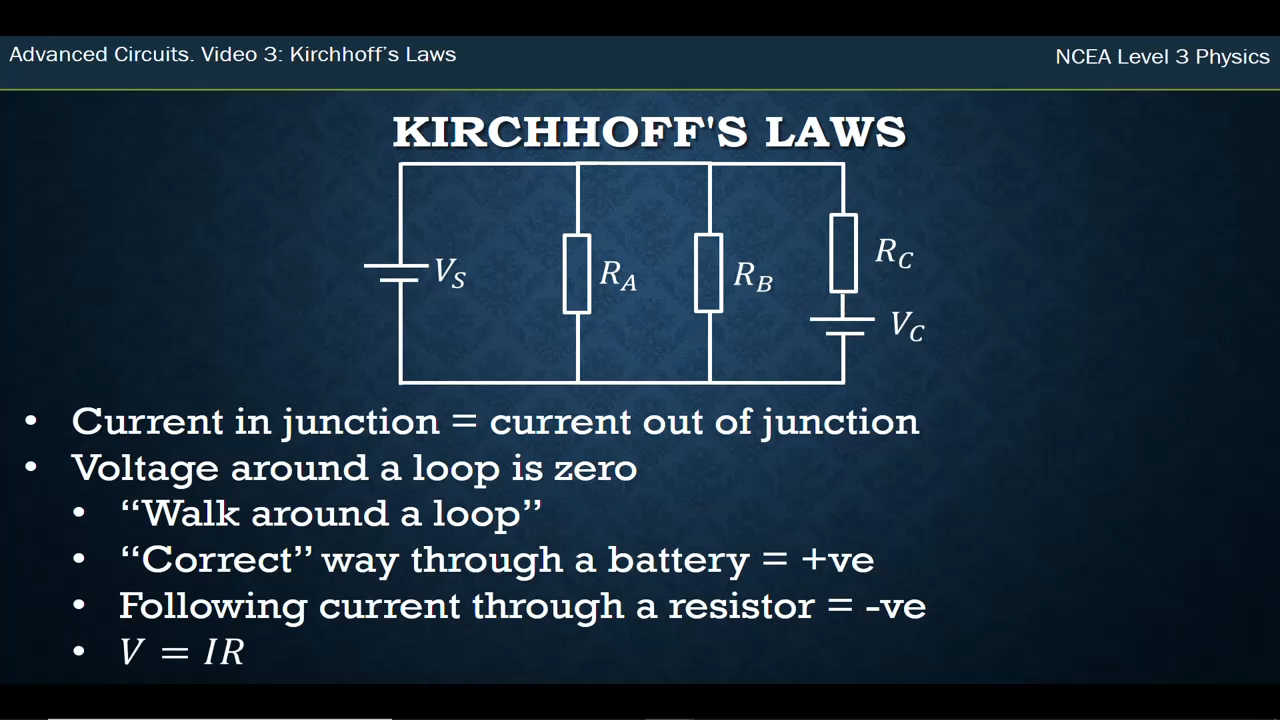 Advanced Circuits. Video 3: Kirchhoff's Laws
NCEA Level 3 Physics
KIRCHHOFF'S LAWS
V_S
R_A
R_B
R_C
V_C
• Current in junction = current out of junction
• Voltage around a loop is zero
• “Walk around a loop”
• “Correct” way through a battery = +ve
• Following current through a resistor = -ve
• V = IR